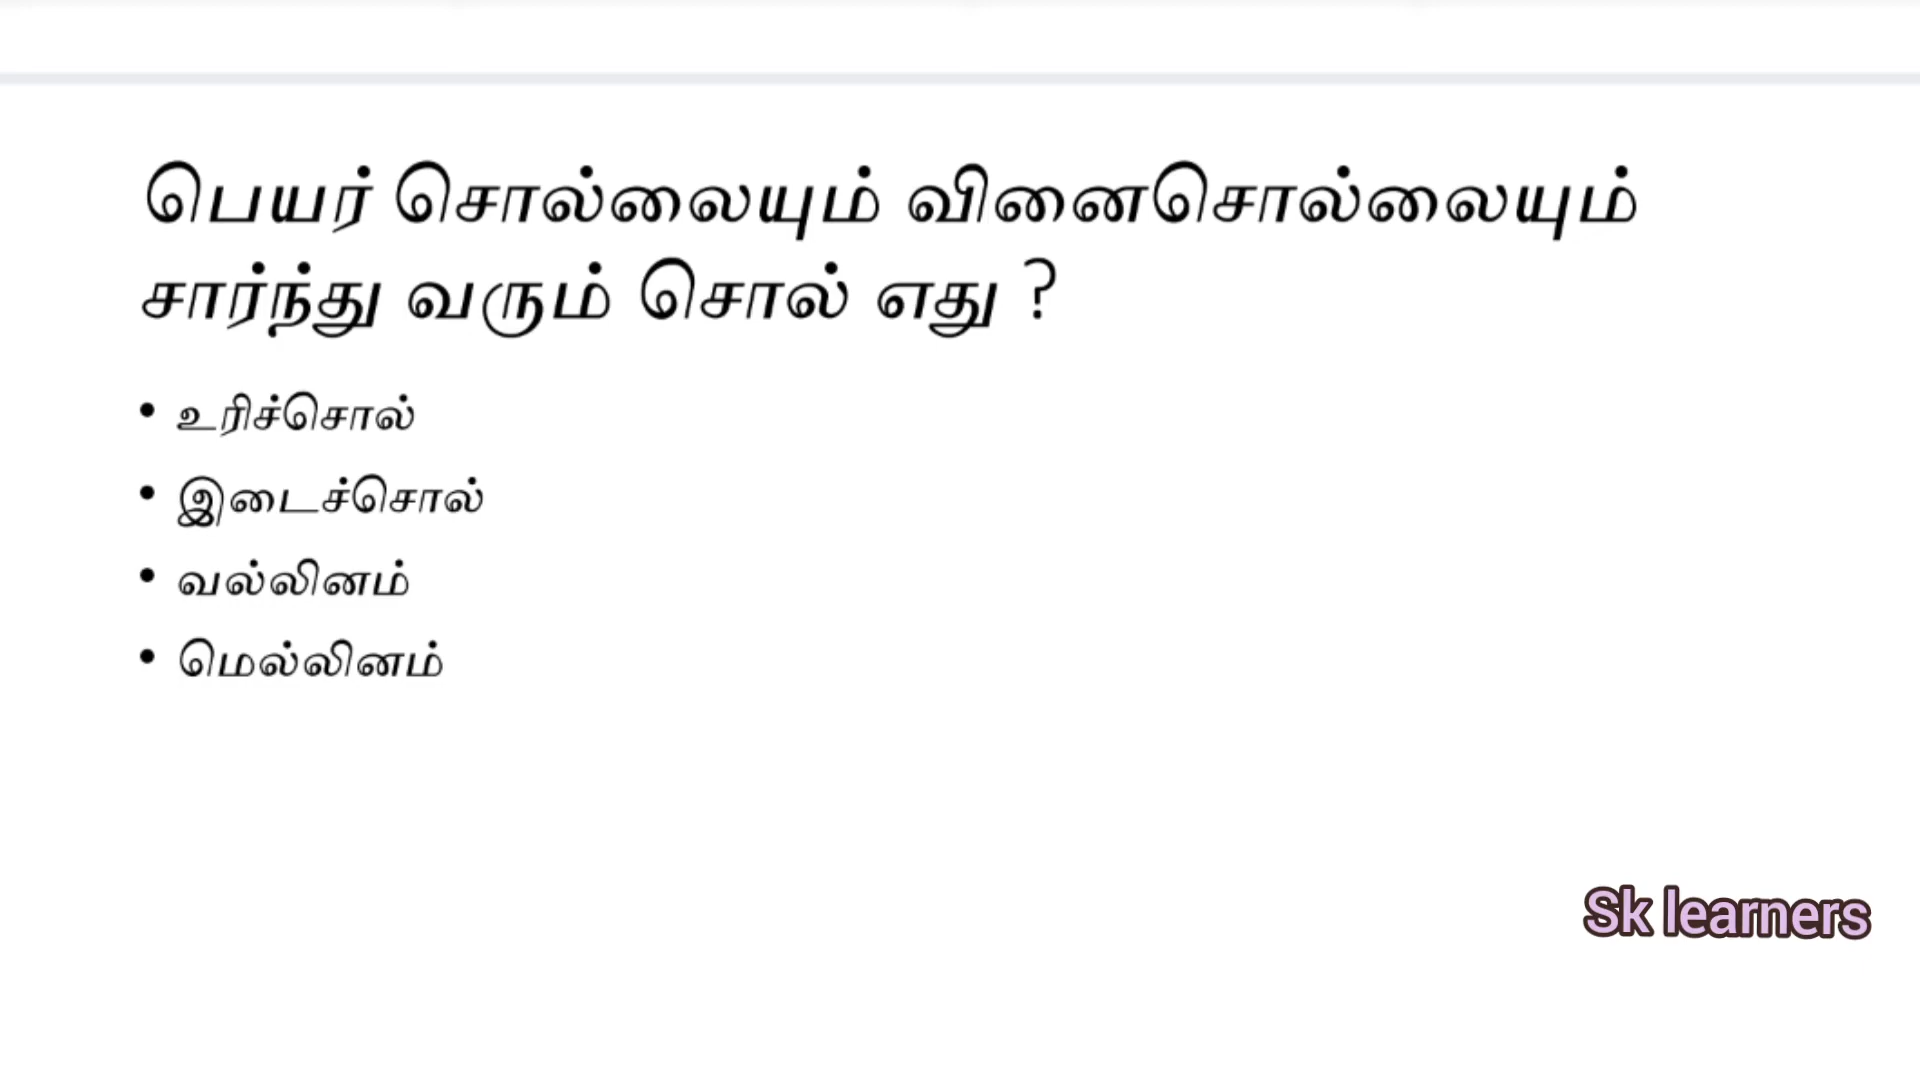 பெயர் சொல்லையும் வினைசொல்லையும்
சார்ந்து வரும் சொல் எது ?
• உரிச்சொல்
• இடைச்சொல்
• வல்லினம்
• மெல்லினம்
Sk learners